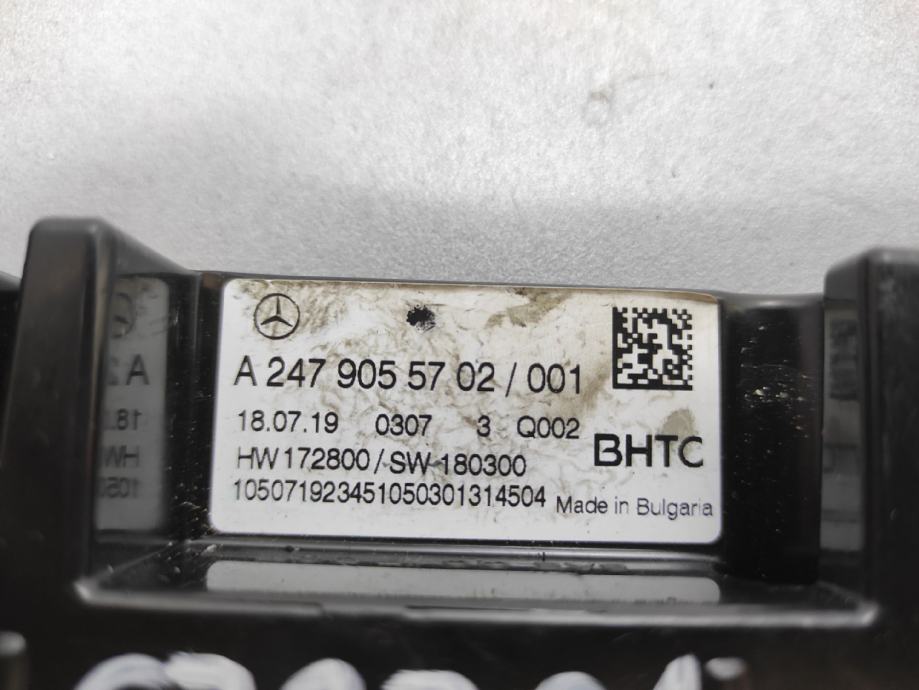 A 247 905 57 02 / 001
18.07.19 0307 3 Q002
BHTC
HW 172800 / SW 180300
10507192345105030131 4504
Made in Bulgaria